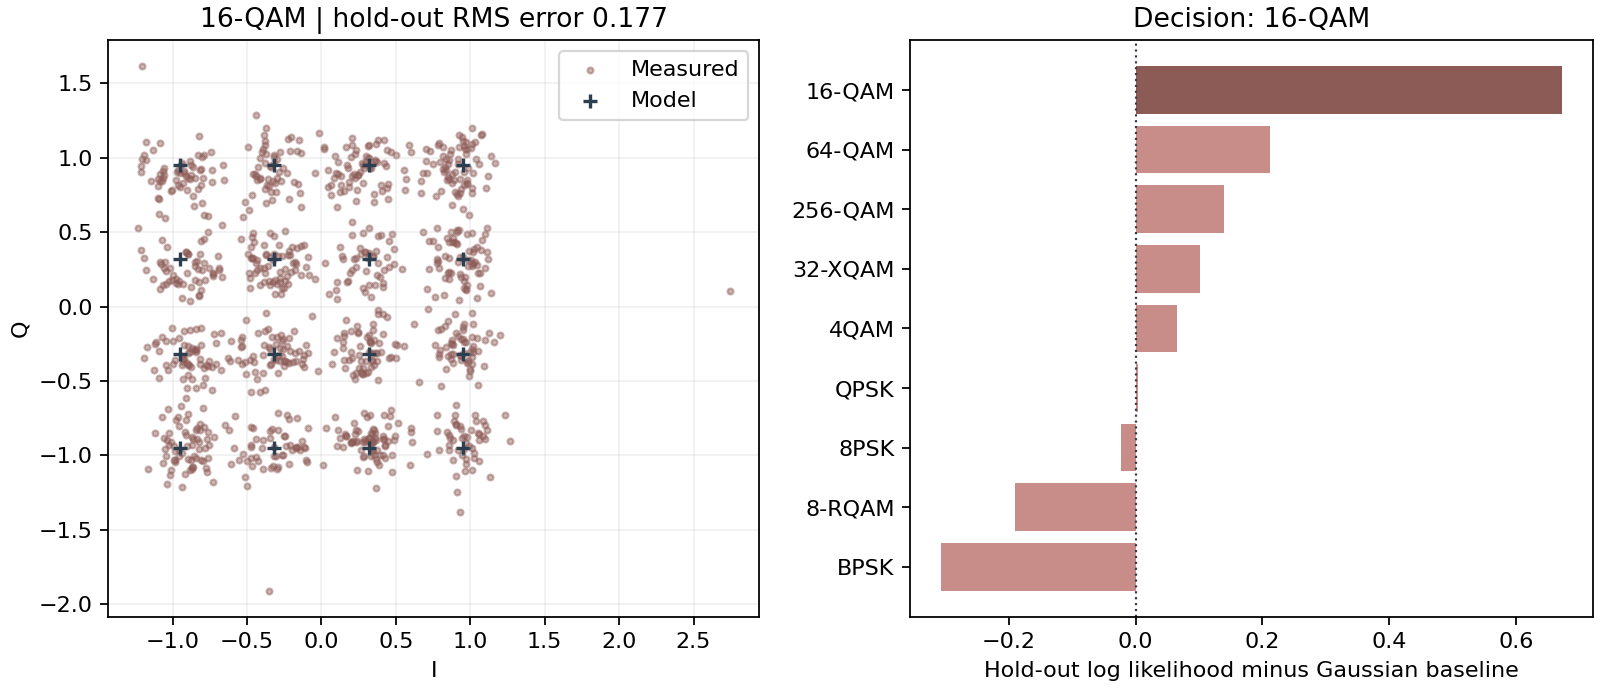 16-QAM | hold-out RMS error 0.177
Measured
Model
1.5
1.0
0.5
0.0
−0.5
−1.0
−1.5
−2.0
Q
−1.0
−0.5
0.0
0.5
1.0
1.5
2.0
2.5
I
Decision: 16-QAM
16-QAM
64-QAM
256-QAM
32-XQAM
4QAM
QPSK
8PSK
8-RQAM
BPSK
−0.2
0.0
0.2
0.4
0.6
Hold-out log likelihood minus Gaussian baseline